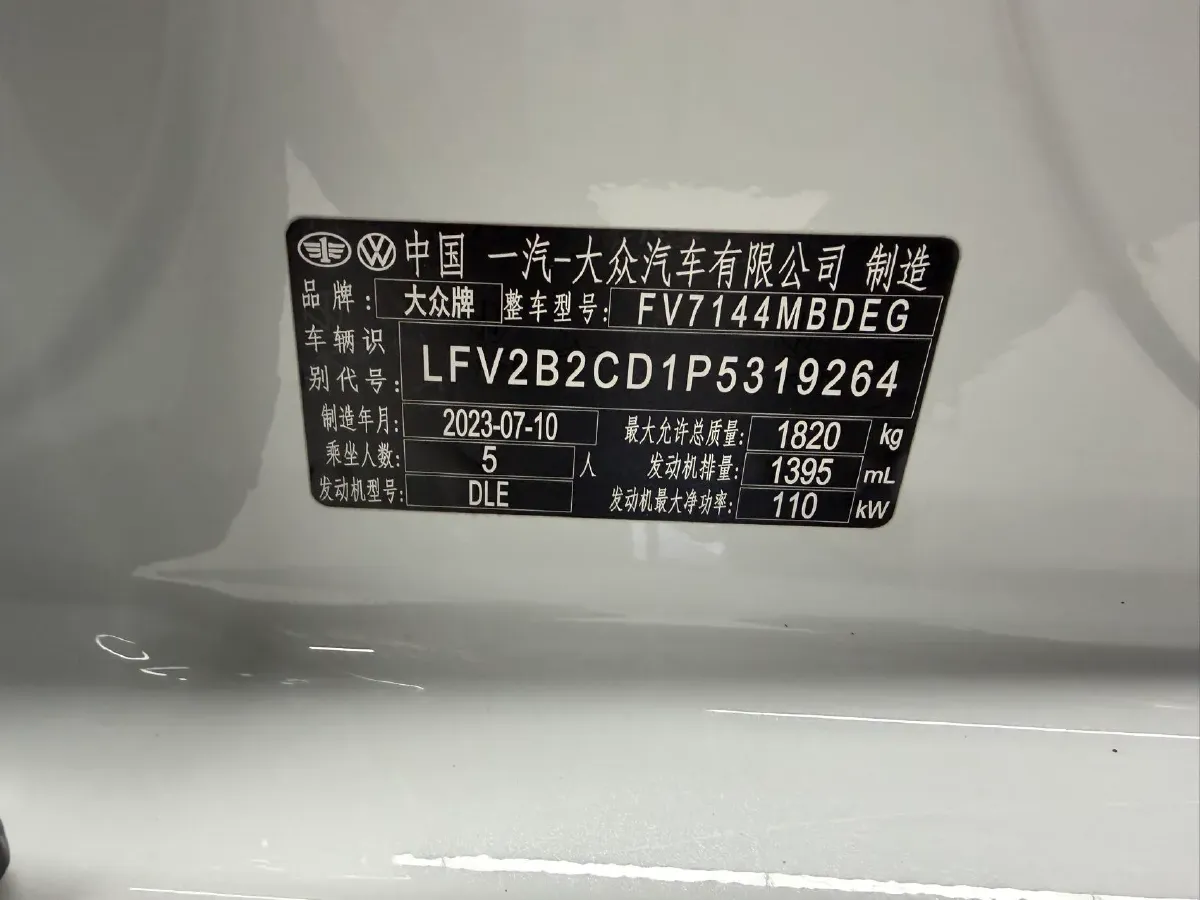 中国 一汽-大众汽车有限公司 制造
品牌: 大众牌 整车型号: FV7144MBDEG
车辆识别代号: LFV2B2CD1P5319264
制造年月: 2023-07-10 最大允许总质量: 1820 kg
乘坐人数: 5 人 发动机排量: 1395 mL
发动机型号: DLE 发动机最大净功率: 110 kW